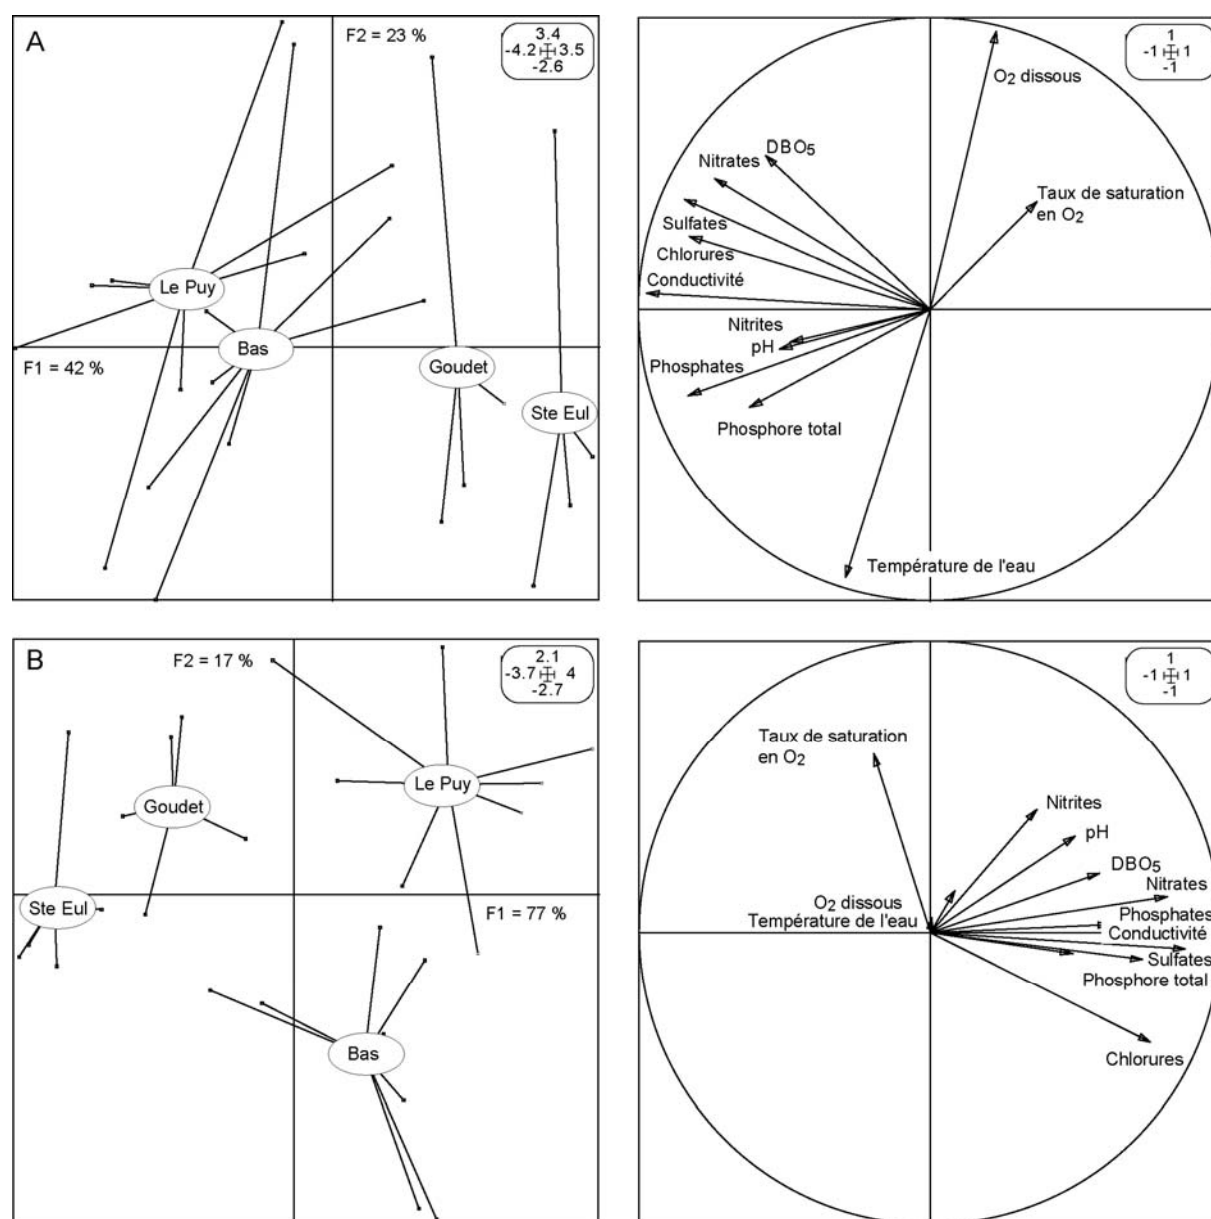 A
F2 = 23 %
3.4
-4.2 3.5
-2.6
Le Puy
Bas
F1 = 42 %
Goudet
Ste Eul
1
-1 1
-1
O2 dissous
DBO5
Nitrates
Taux de saturation
en O2
Sulfates
Chlorures
Conductivité
Nitrites
pH
Phosphates
Phosphore total
Température de l'eau
B
F2 = 17 %
2.1
-3.7 4
-2.7
Le Puy
Goudet
Ste Eul
F1 = 77 %
Bas
1
-1 1
-1
Taux de saturation
en O2
Nitrites
pH
DBO5
Nitrates
O2 dissous
Température de l'eau
Phosphates
Conductivité
Sulfates
Phosphore total
Chlorures